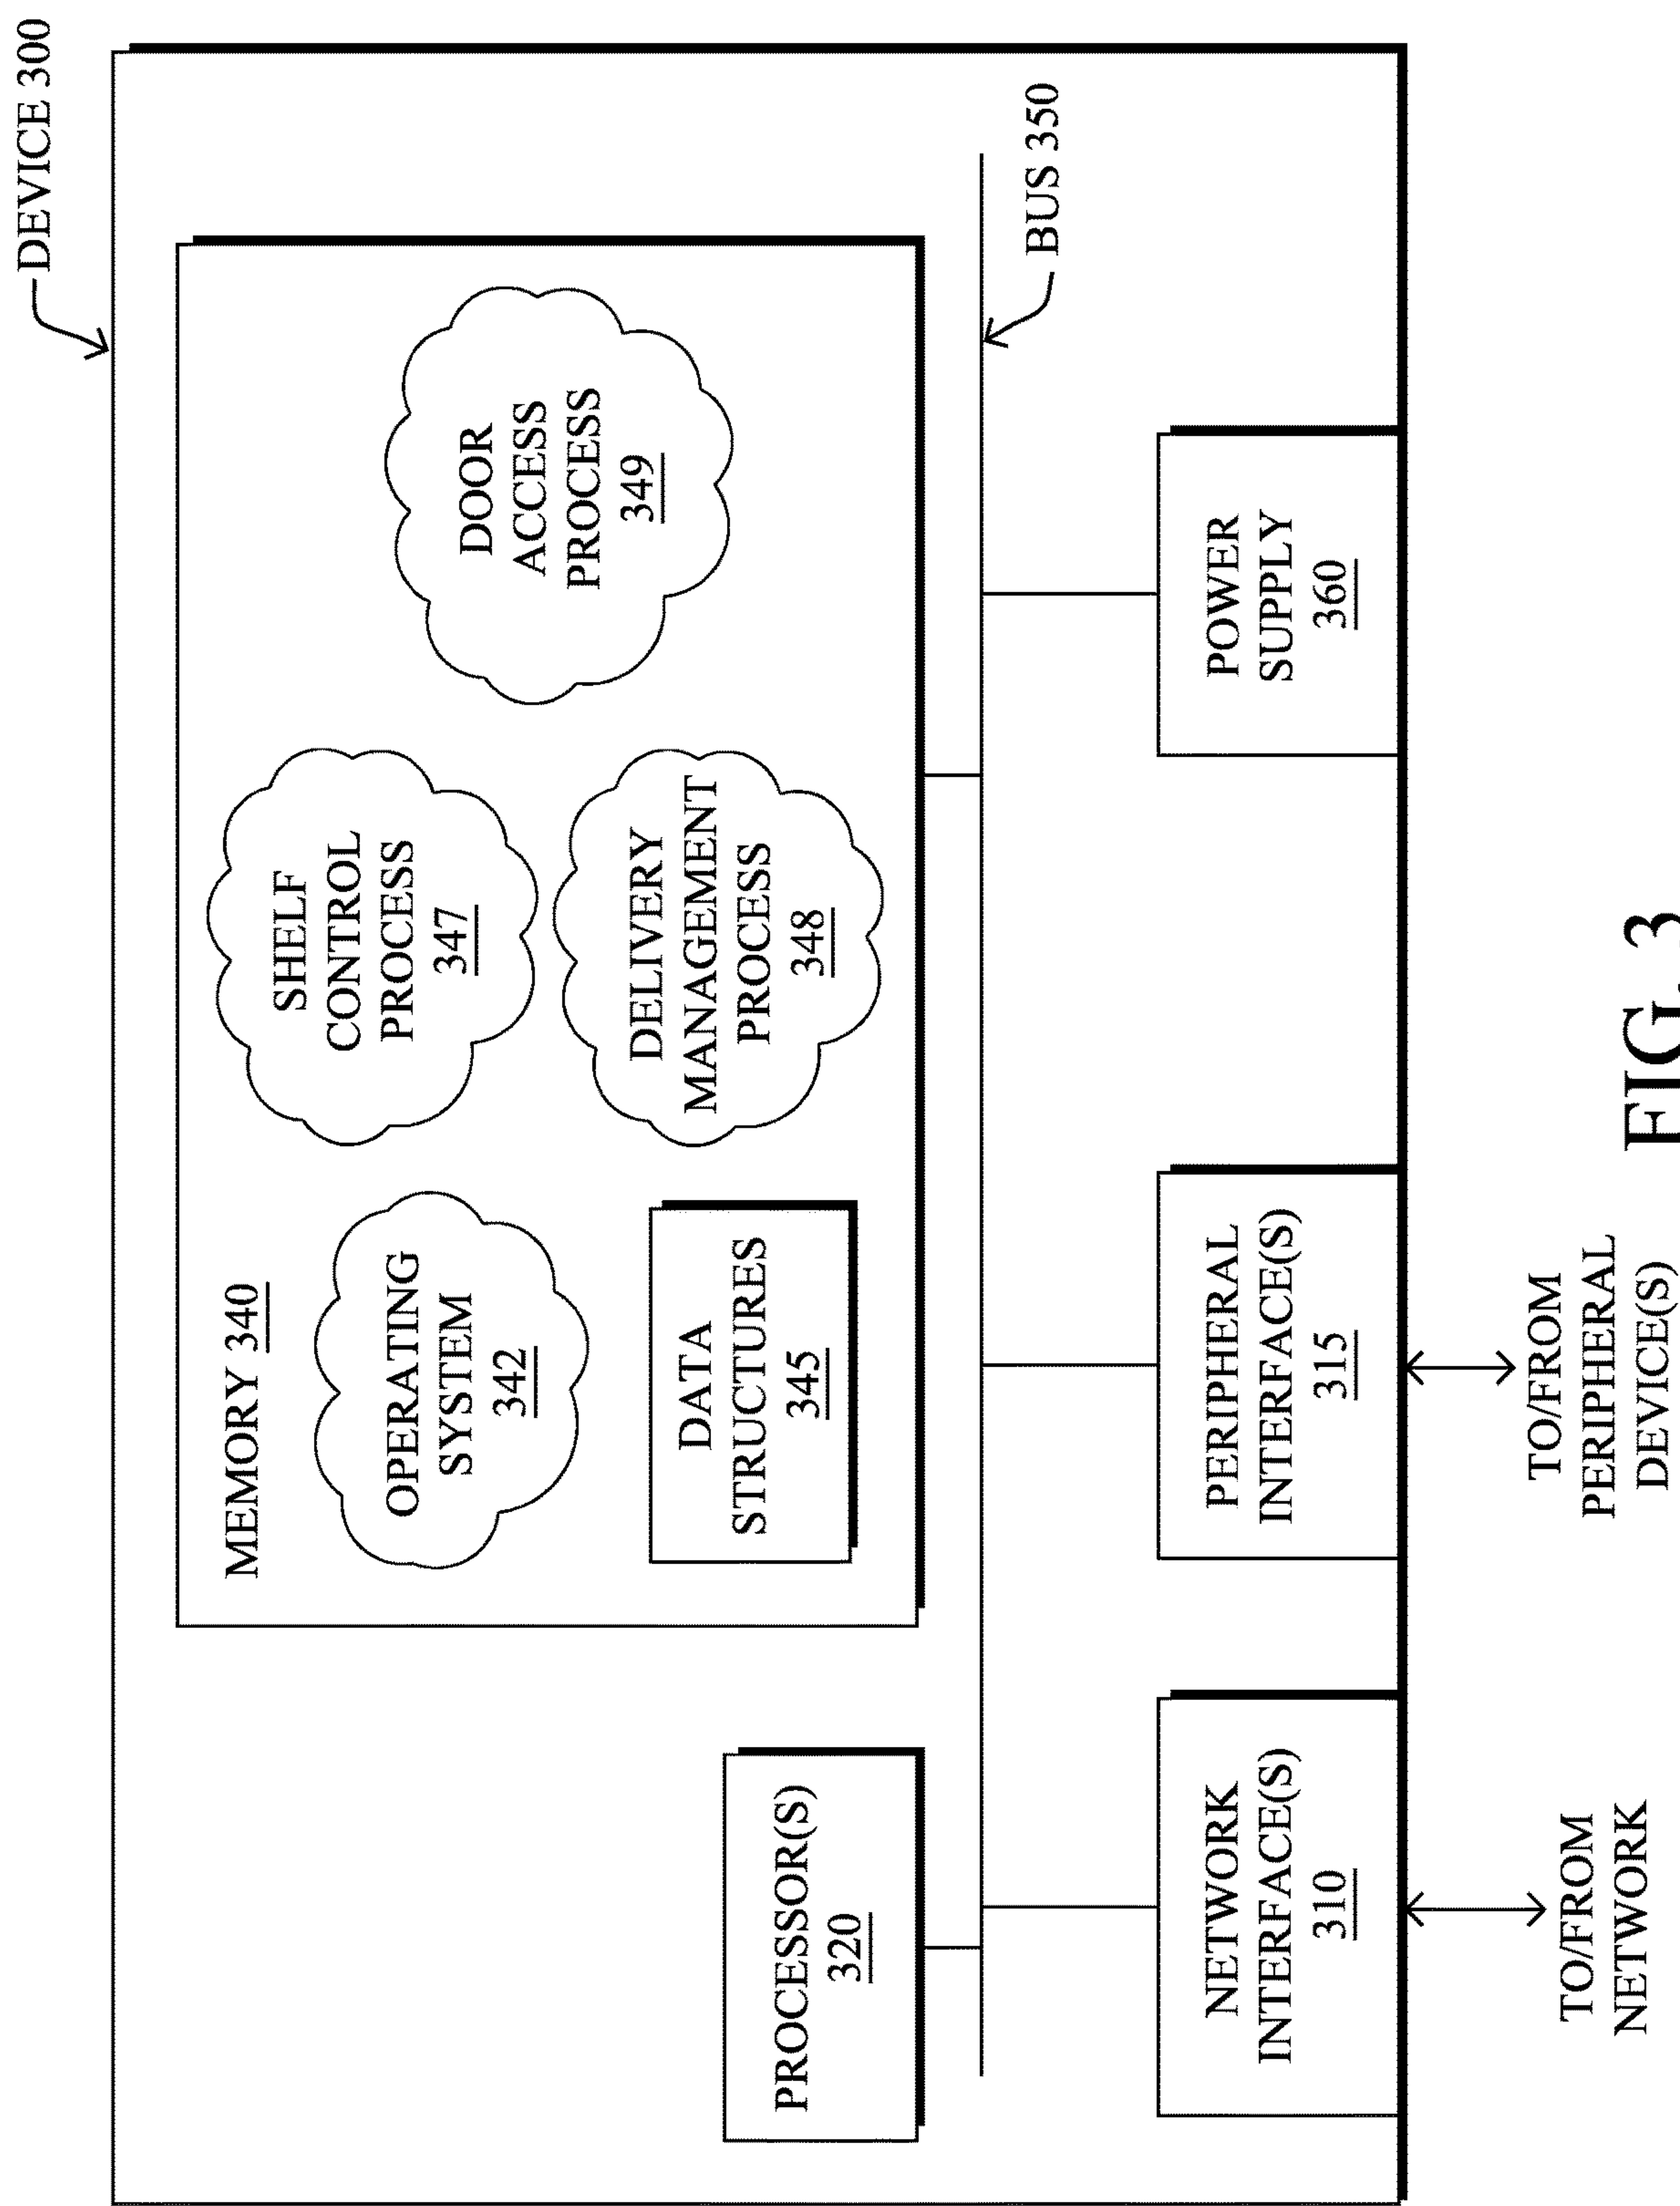 DEVICE 300
MEMORY 340
OPERATING
SYSTEM
342
DATA
STRUCTURES
345
SHELF
CONTROL
PROCESS
347
DELIVERY
MANAGEMENT
PROCESS
348
DOOR
ACCESS
PROCESS
349
PROCESSOR(S)
320
BUS 350
NETWORK
INTERFACE(S)
310
PERIPHERAL
INTERFACE(S)
315
POWER
SUPPLY
360
TO/FROM
NETWORK
TO/FROM
PERIPHERAL
DEVICE(S)
FIG. 3